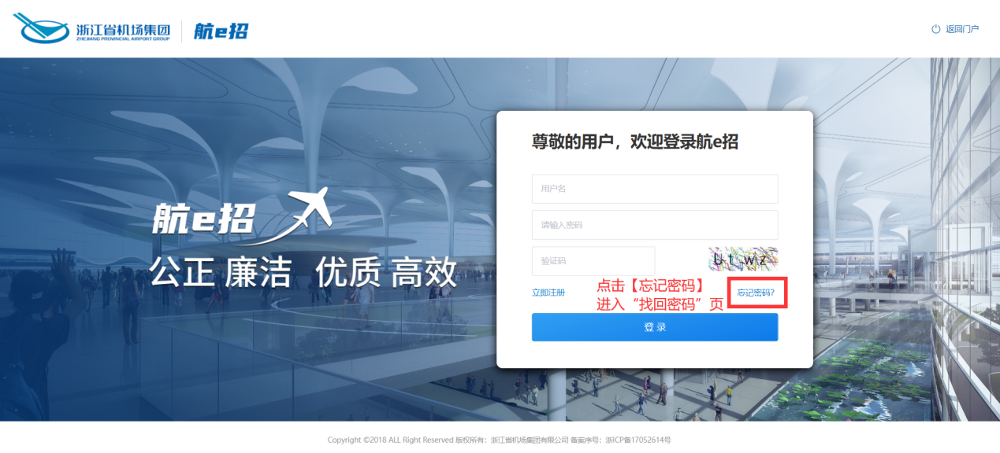 浙江省机场集团
ZHEJIANG PROVINCIAL AIRPORT GROUP
航e招
返回门户
尊敬的用户，欢迎登录航e招
用户名
请输入密码
验证码
U t w z
立即注册
点击【忘记密码】
进入“找回密码”页
忘记密码?
登 录
航e招
公正 廉洁 优质 高效
Copyright ©2018 ALL Right Reserved 版权所有：浙江省机场集团有限公司 备案序号：浙ICP备17052614号